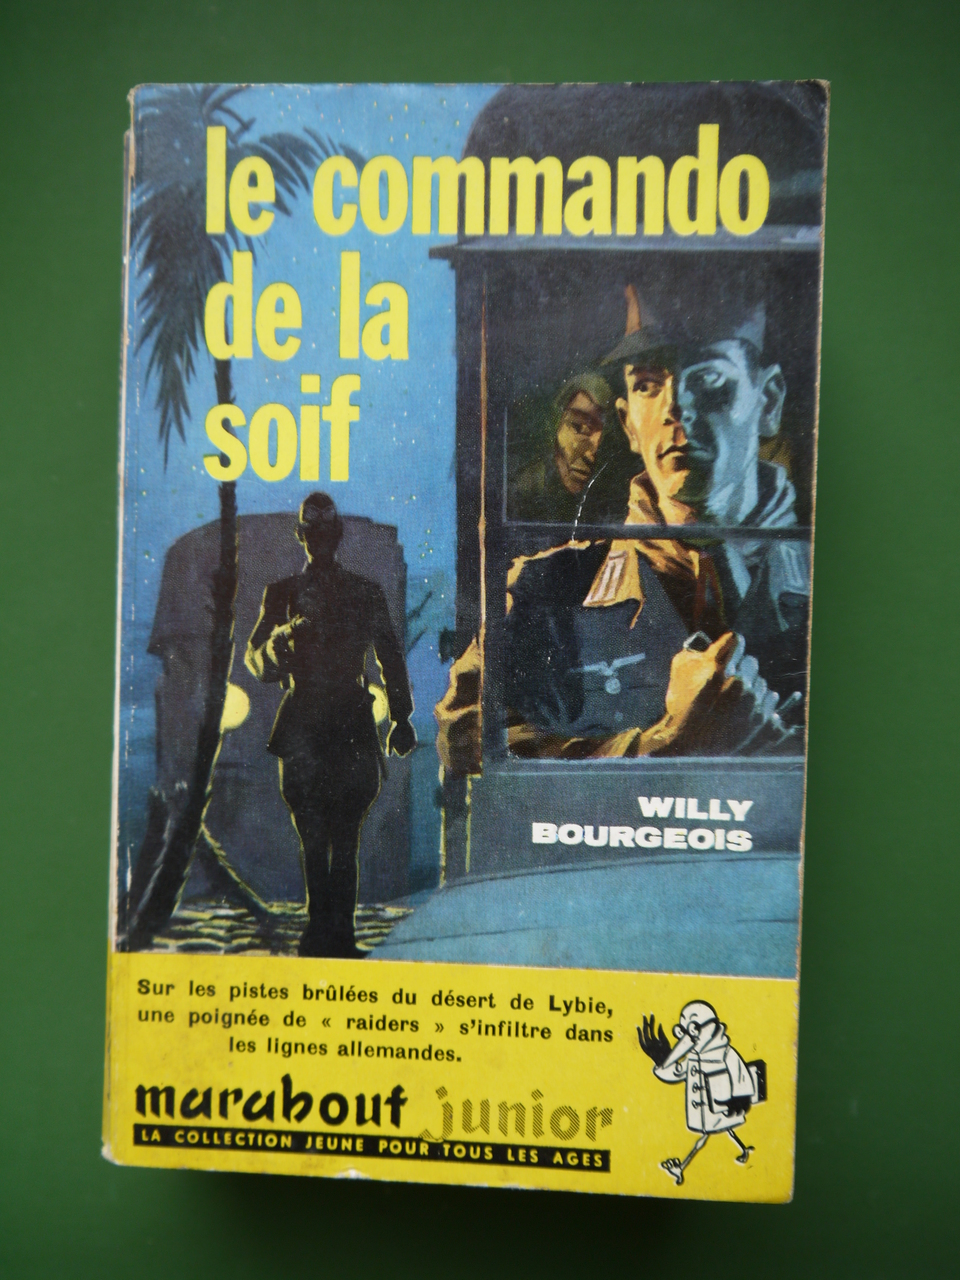 le commando
de la
soif
WILLY
BOURGEOIS
Sur les pistes brûlées du désert de Lybie,
une poignée de « raiders » s'infiltre dans
les lignes allemandes.
marabout junior
LA COLLECTION JEUNE POUR TOUS LES AGES